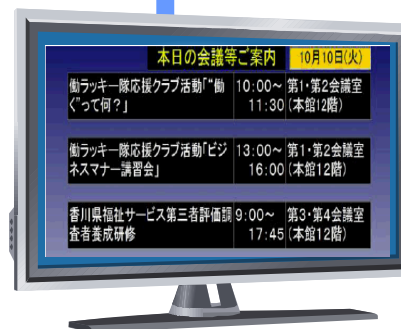 本日の会議等ご案内 10月10日(火)
働ラッキー隊応援クラブ活動「"働 10:00～ 第1・第2会議室
く"って何？」 11:30 (本館12階)
働ラッキー隊応援クラブ活動「ビジ 13:00～ 第1・第2会議室
ネスマナー講習会」 16:00 (本館12階)
香川県福祉サービス第三者評価調 9:00～ 第3・第4会議室
査者養成研修 17:45 (本館12階)